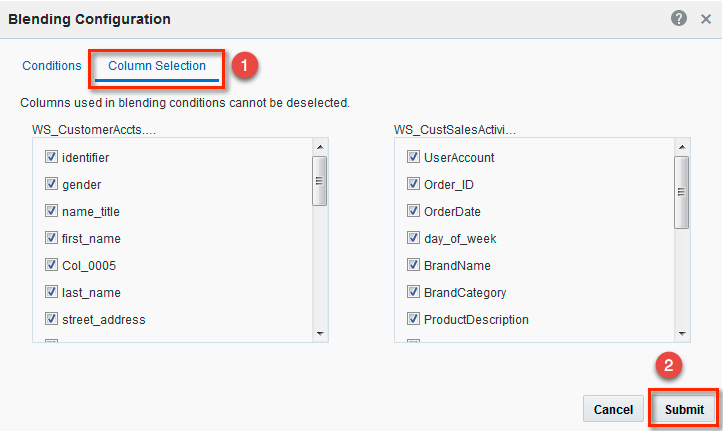 Blending Configuration
?
Conditions
Column Selection
1
Columns used in blending conditions cannot be deselected.
WS_CustomerAccts....
identifier
gender
name_title
first_name
Col_0005
last_name
street_address
WS_CustSalesActivi...
UserAccount
Order_ID
OrderDate
day_of_week
BrandName
BrandCategory
ProductDescription
2
Cancel
Submit